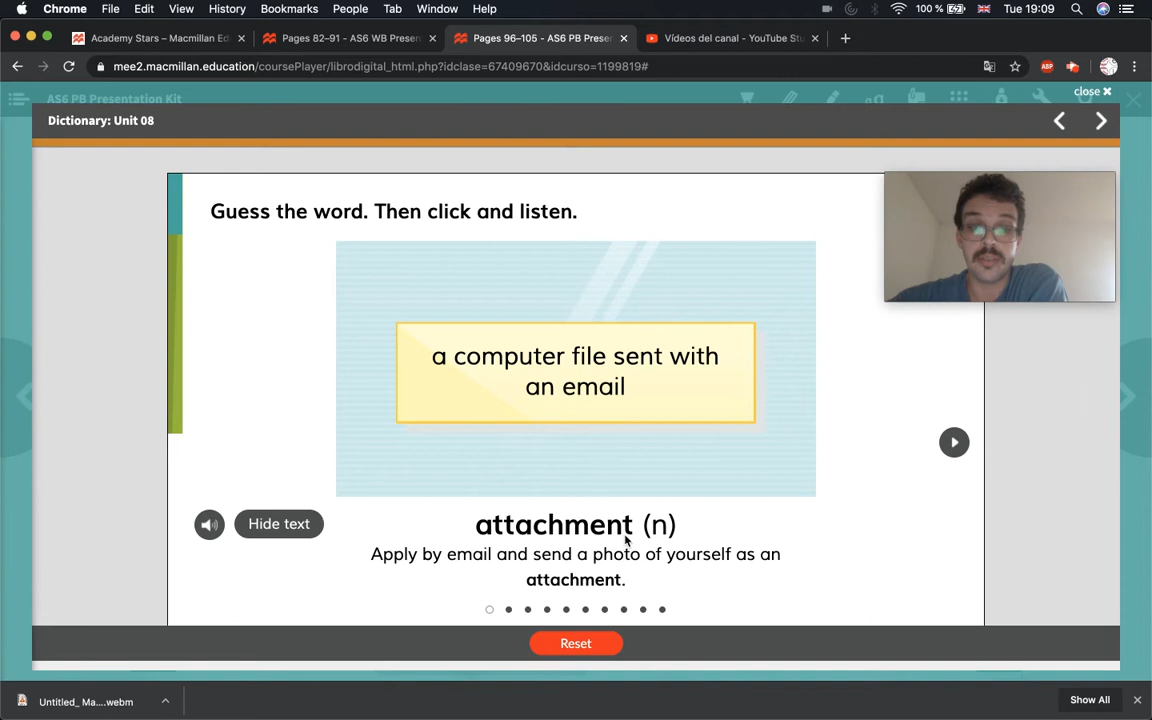 Chrome File Edit View History Bookmarks People Tab Window Help 100 % Tue 19:09
Academy Stars – Macmillan Ed Pages 82–91 - AS6 WB Presen Pages 96–105 - AS6 PB Presen Vídeos del canal - YouTube Stu
mee2.macmillan.education/coursePlayer/librodigital_html.php?idclase=67409670&idcurso=1199819# ABP
AS6 PB Presentation Kit
close
Dictionary: Unit 08
Guess the word. Then click and listen.
a computer file sent with
an email
Hide text
attachment (n)
Apply by email and send a photo of yourself as an
attachment.
Reset
Untitled_ Ma....webm
Show All